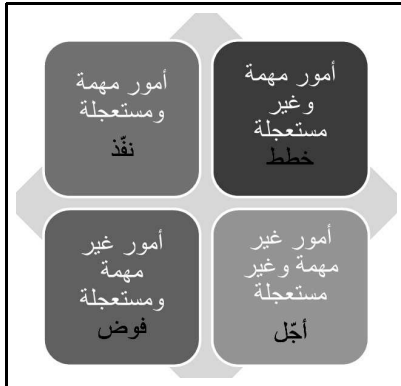 أمور مهمة
وغير
مستعجلة
خطط
أمور مهمة
ومستعجلة
نفّذ
أمور غير
مهمة وغير
مستعجلة
أجّل
أمور غير
مهمة
ومستعجلة
فوض